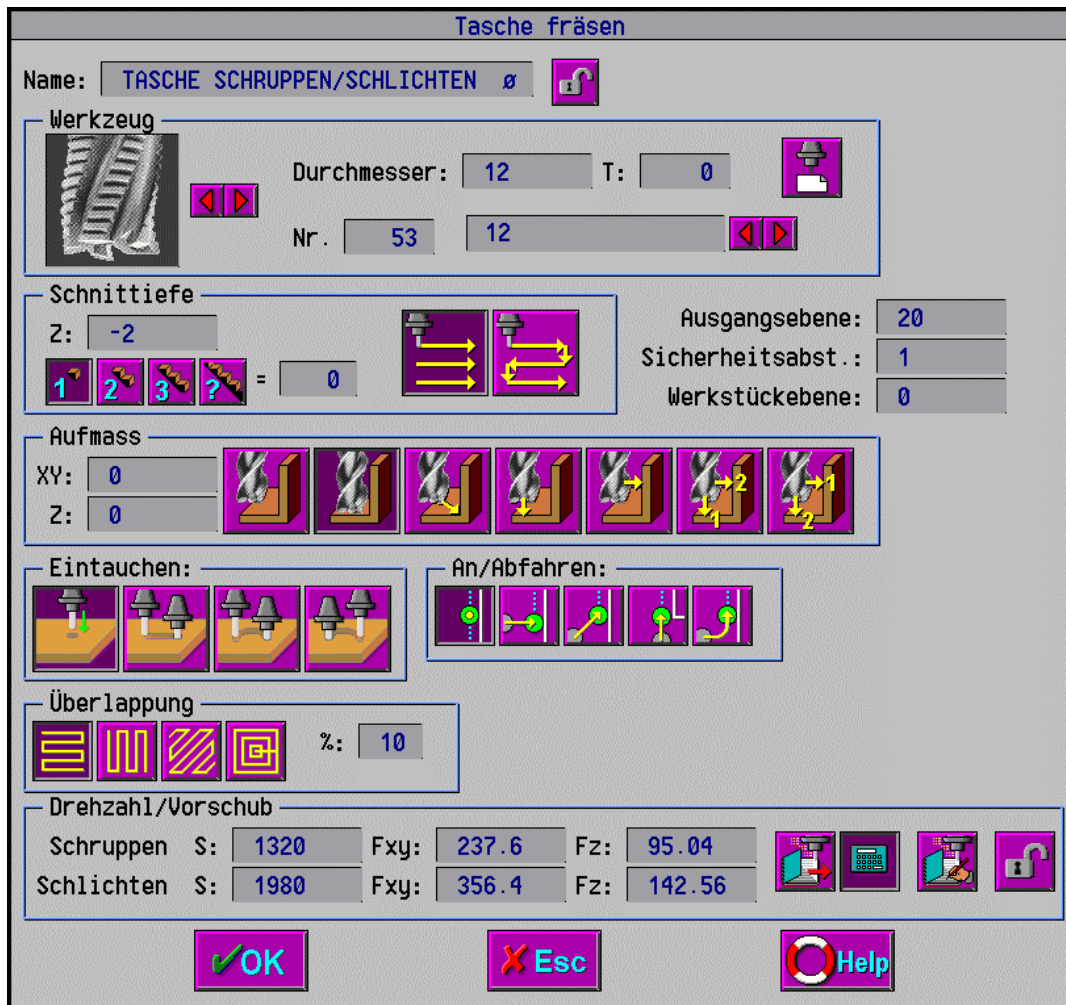 Tasche fräsen
Name: TASCHE SCHRUPPEN/SCHLICHTEN ø
Werkzeug
Durchmesser: 12 T: 0
Nr. 53 12
Schnittiefe
Z: -2
1 2 3 ? = 0
Ausgangsebene: 20
Sicherheitsabst.: 1
Werkstückebene: 0
Aufmass
XY: 0
Z: 0
2 1
1 2
Eintauchen:
An/Abfahren:
Überlappung
%: 10
Drehzahl/Vorschub
Schruppen S: 1320 Fxy: 237.6 Fz: 95.04
Schlichten S: 1980 Fxy: 356.4 Fz: 142.56
OK Esc Help